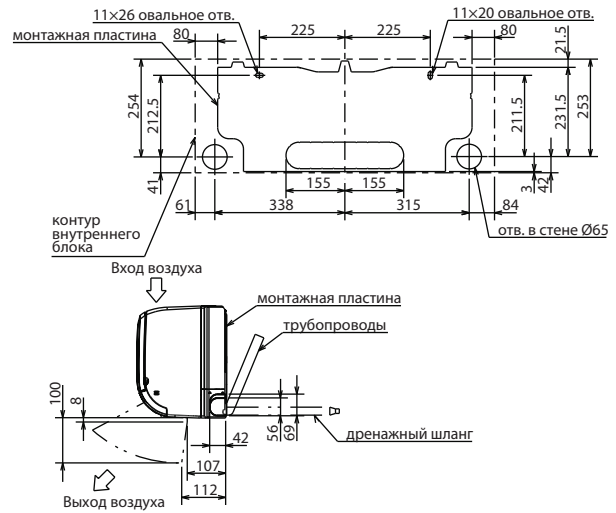 11×26 овальное отв.
11×20 овальное отв.
монтажная пластина
80
225
225
80
21.5
254
212.5
211.5
231.5
253
41
155
155
3
42
61
338
315
84
контур
внутреннего
блока
отв. в стене Ø65
Вход воздуха
монтажная пластина
трубопроводы
100
8
56
69
42
дренажный шланг
107
112
Выход воздуха